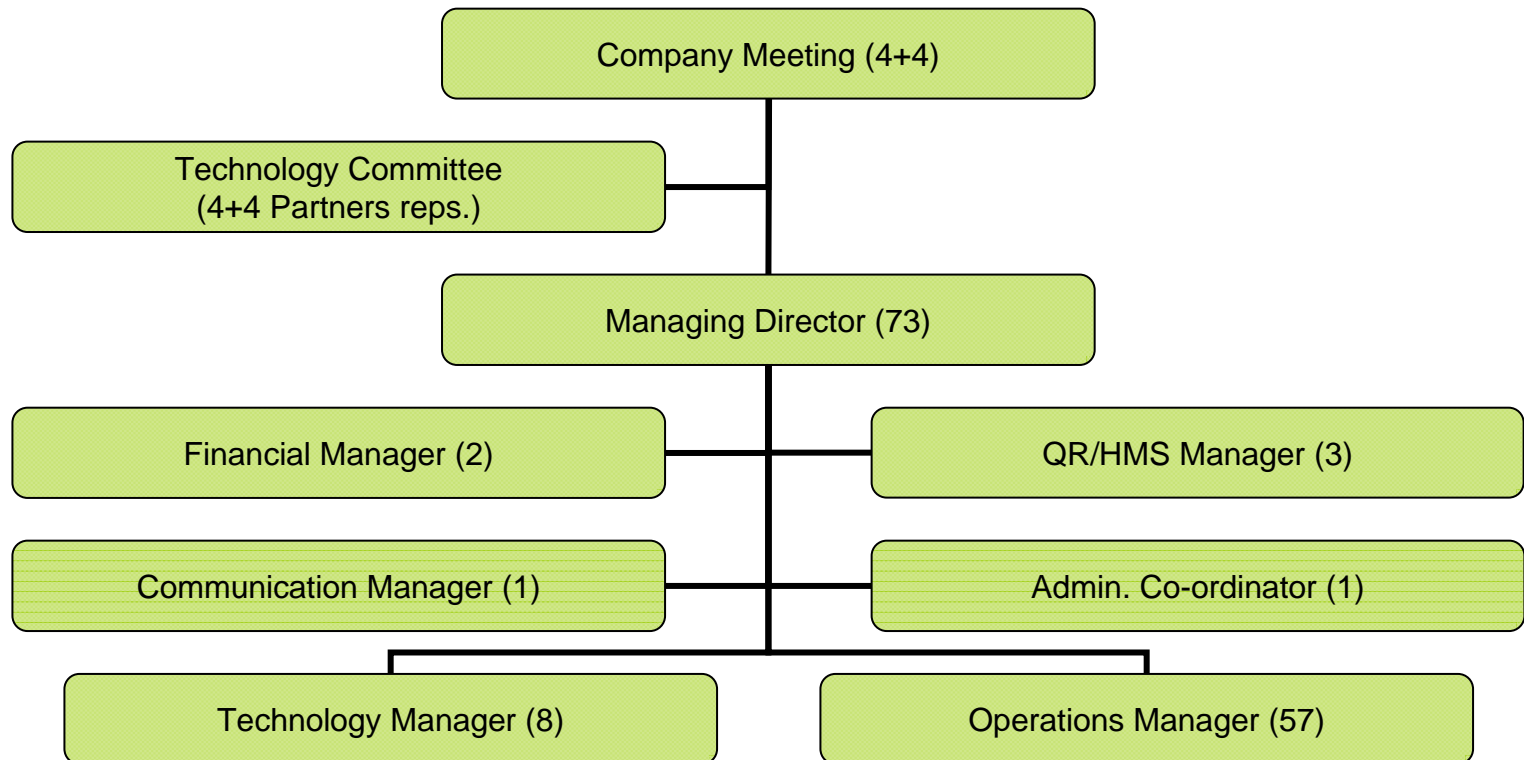 Company Meeting (4+4)
Technology Committee
(4+4 Partners reps.)
Managing Director (73)
Financial Manager (2)
QR/HMS Manager (3)
Communication Manager (1)
Admin. Co-ordinator (1)
Technology Manager (8)
Operations Manager (57)